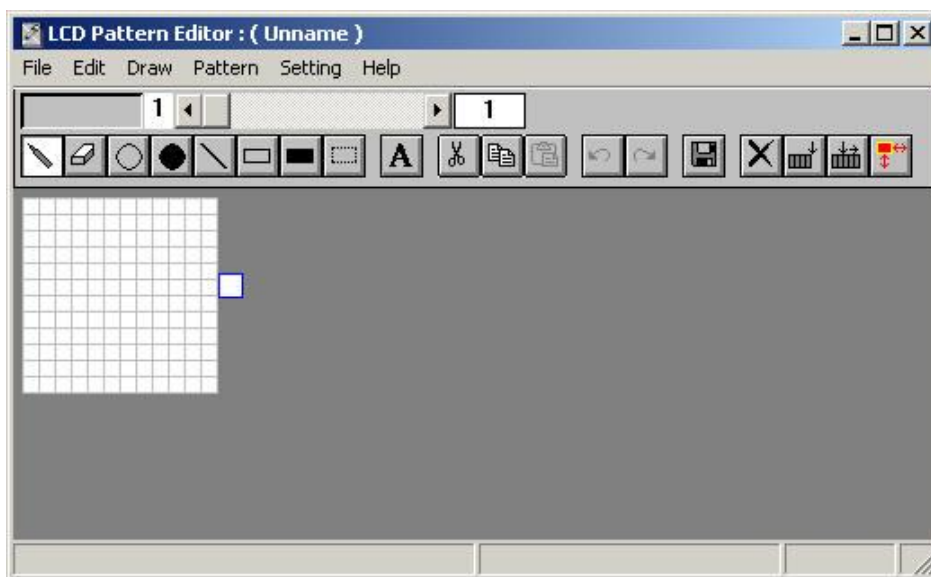 LCD Pattern Editor : ( Unname )
File Edit Draw Pattern Setting Help
1 1
A